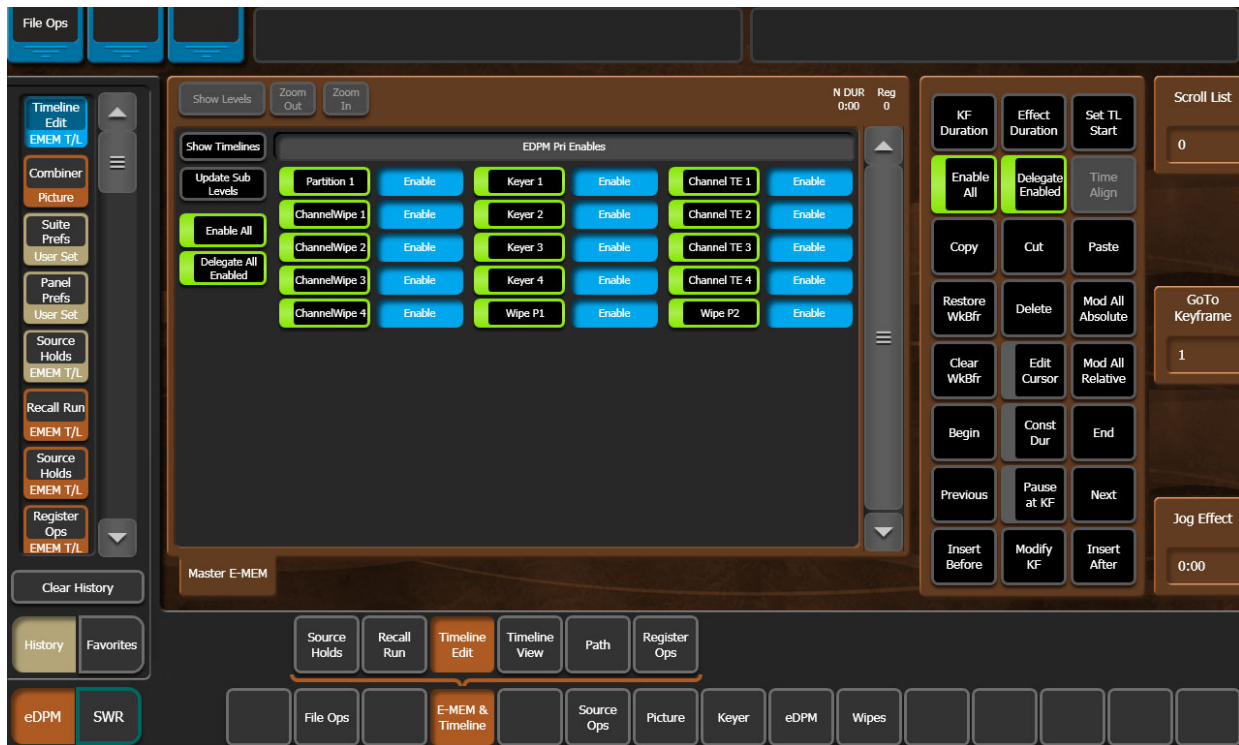 File Ops
Timeline
Edit
EMEM T/L
Combiner
Picture
Suite
Prefs
User Set
Panel
Prefs
User Set
Source
Holds
EMEM T/L
Recall Run
EMEM T/L
Source
Holds
EMEM T/L
Register
Ops
EMEM T/L
Clear History
History
Favorites
eDPM
SWR
Show Levels
Zoom
Out
Zoom
In
N DUR Reg
0:00 0
Show Timelines
EDPM Pri Enables
Update Sub
Levels
Enable All
Delegate All
Enabled
Partition 1 Enable Keyer 1 Enable Channel TE 1 Enable
ChannelWipe 1 Enable Keyer 2 Enable Channel TE 2 Enable
ChannelWipe 2 Enable Keyer 3 Enable Channel TE 3 Enable
ChannelWipe 3 Enable Keyer 4 Enable Channel TE 4 Enable
ChannelWipe 4 Enable Wipe P1 Enable Wipe P2 Enable
Master E-MEM
KF
Duration
Effect
Duration
Set TL
Start
Enable
All
Delegate
Enabled
Time
Align
Copy
Cut
Paste
Restore
WkBfr
Delete
Mod All
Absolute
Clear
WkBfr
Edit
Cursor
Mod All
Relative
Begin
Const
Dur
End
Previous
Pause
at KF
Next
Insert
Before
Modify
KF
Insert
After
Scroll List
0
GoTo
Keyframe
1
Jog Effect
0:00
Source
Holds
Recall
Run
Timeline
Edit
Timeline
View
Path
Register
Ops
File Ops
E-MEM &
Timeline
Source
Ops
Picture
Keyer
eDPM
Wipes